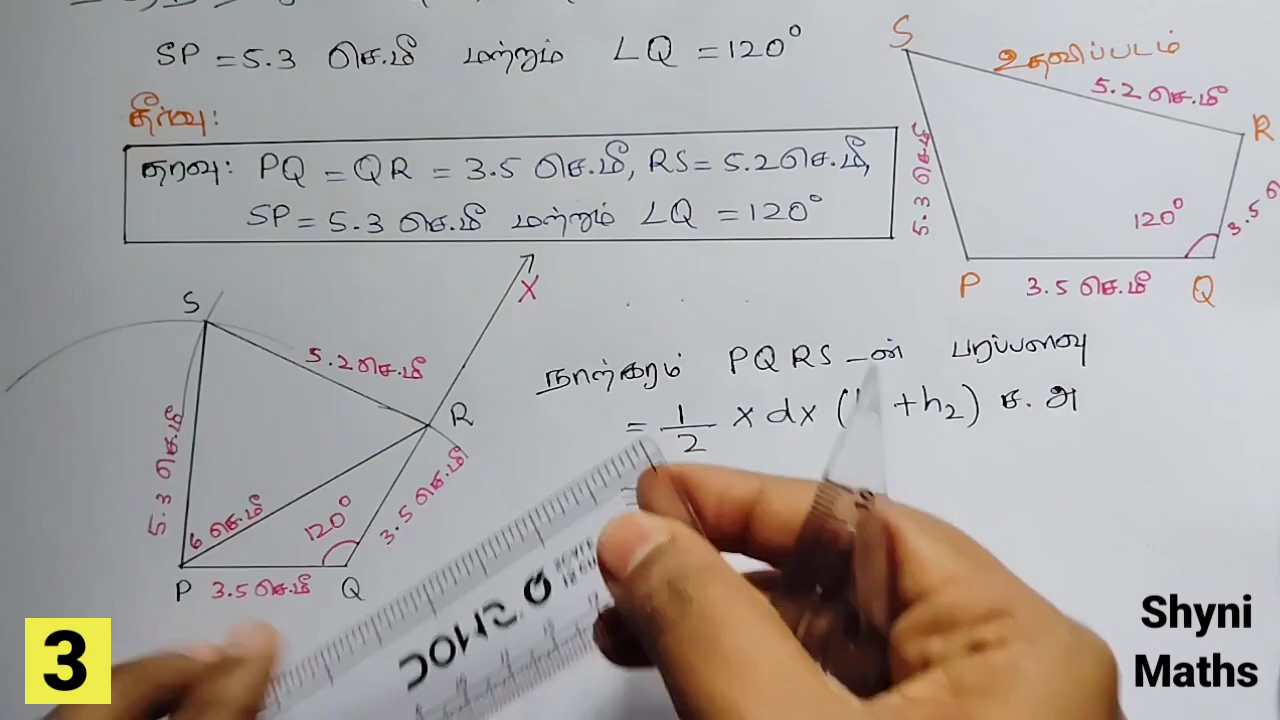 SP = 5.3 செ.மீ மற்றும் ∠Q = 120°
தீர்வு:
தரவு: PQ = QR = 3.5 செ.மீ, RS = 5.2 செ.மீ,
SP = 5.3 செ.மீ மற்றும் ∠Q = 120°
S
உதவிப்படம்
5.2 செ.மீ
R
5.3 செ.மீ
120°
3.5
P
3.5 செ.மீ
Q
S
X
5.2 செ.மீ
R
5.3 செ.மீ
6 செ.மீ
120°
3.5 செ.மீ
P
3.5 செ.மீ
Q
நாற்கரம் PQRS-ன் பரப்பளவு
= 1/2 × d × ( + h₂) ச. அ
3
Shyni
Maths